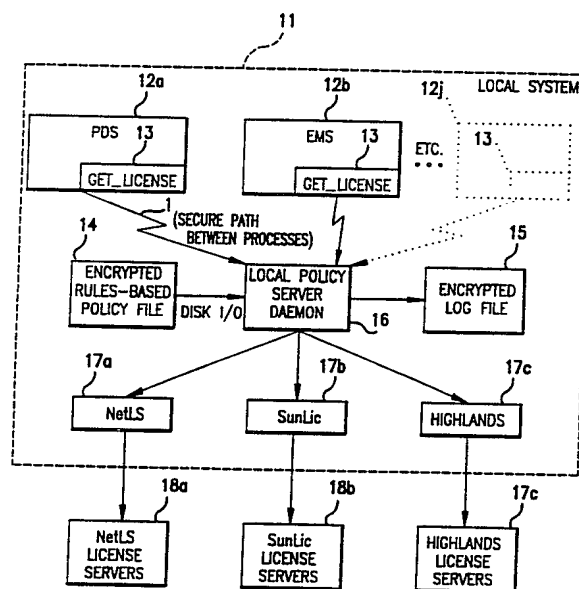 11
12a
12b
12j
LOCAL SYSTEM
PDS
13
GET_LICENSE
EMS
13
GET_LICENSE
ETC.
13
1
(SECURE PATH
BETWEEN PROCESSES)
14
ENCRYPTED
RULES-BASED
POLICY FILE
DISK I/O
LOCAL POLICY
SERVER
DAEMON
16
15
ENCRYPTED
LOG FILE
17a
NetLS
17b
SunLic
17c
HIGHLANDS
18a
NetLS
LICENSE
SERVERS
18b
SunLic
LICENSE
SERVERS
17c
HIGHLANDS
LICENSE
SERVERS